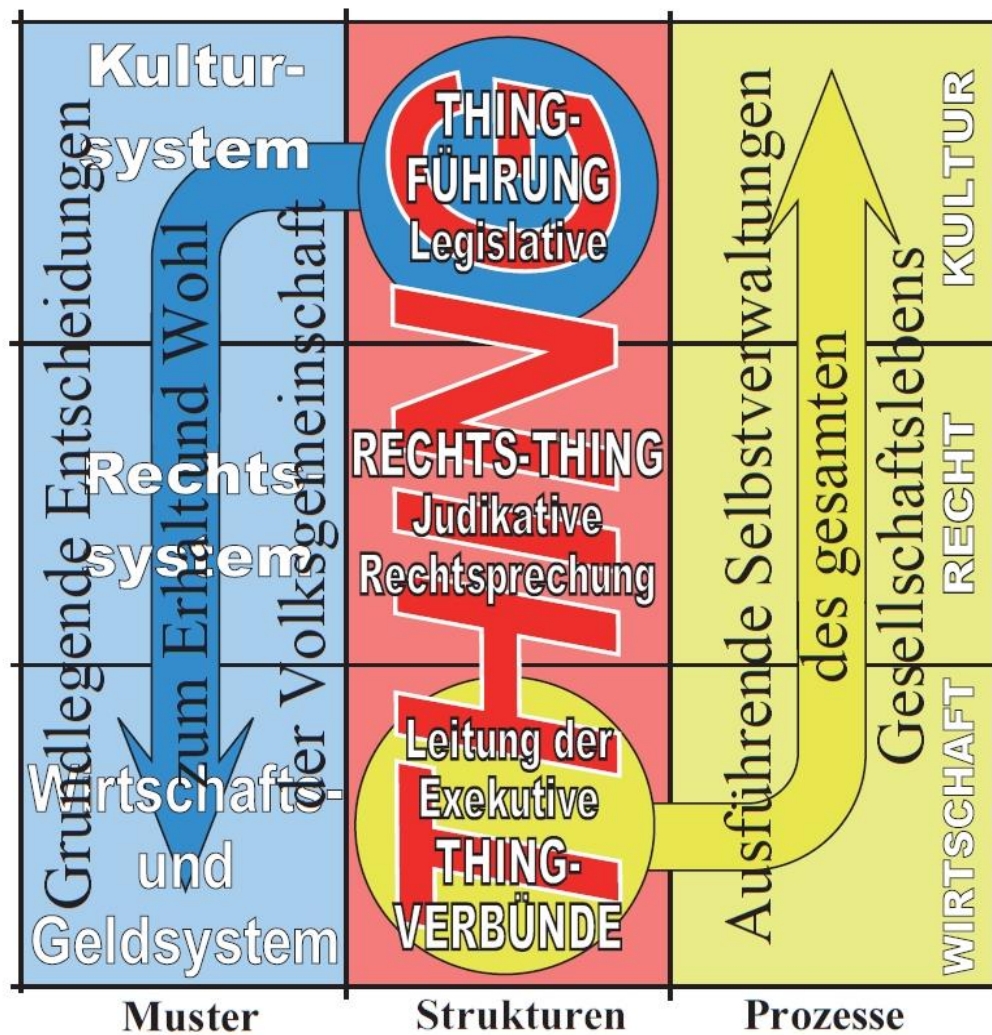 Kultur-
system
Rechts
system
Wirtschafts-
und
Geldsystem
Grundlegende Entscheidungen
zum Erhalt und Wohl
der Volksgemeinschaft
THING
THING-
FÜHRUNG
Legislative
RECHTS-THING
Judikative
Rechtsprechung
Leitung der
Exekutive
THING-
VERBÜNDE
Ausführende Selbstverwaltungen
des gesamten
Gesellschaftslebens
KULTUR
RECHT
WIRTSCHAFT
Muster
Strukturen
Prozesse